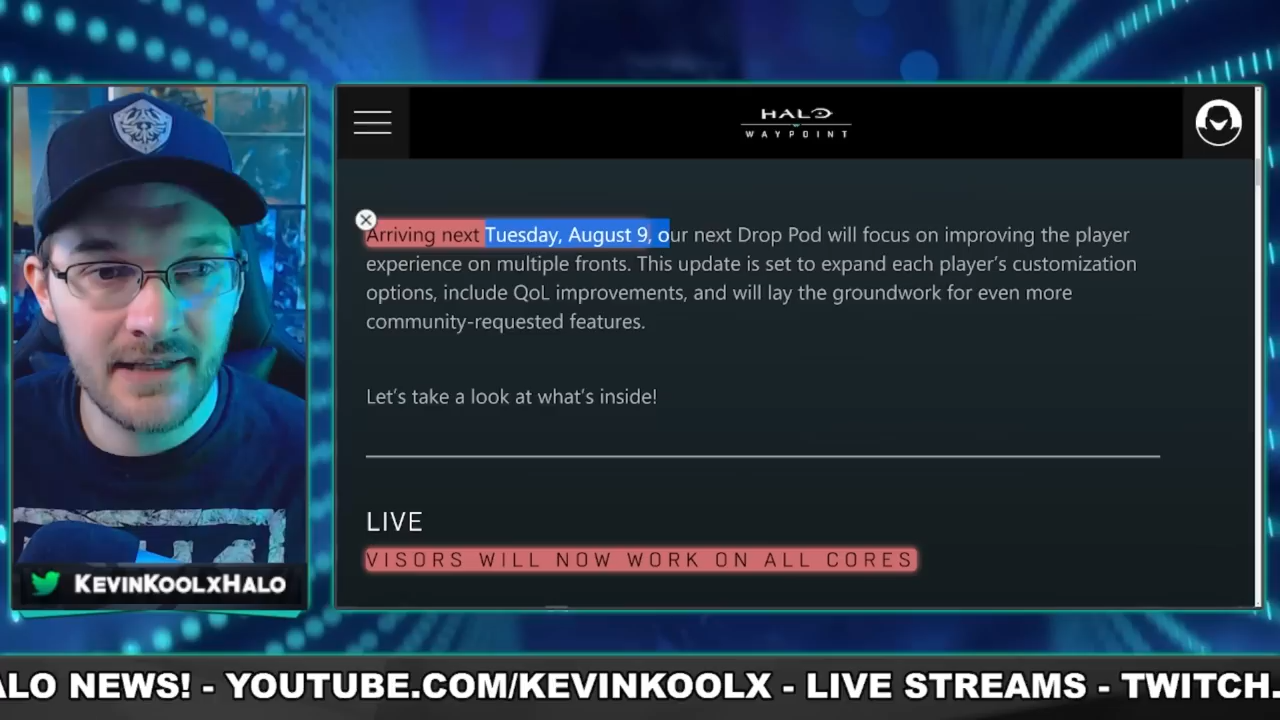 HALO
WAYPOINT
Arriving next Tuesday, August 9, our next Drop Pod will focus on improving the player
experience on multiple fronts. This update is set to expand each player’s customization
options, include QoL improvements, and will lay the groundwork for even more
community-requested features.
Let’s take a look at what’s inside!
LIVE
VISORS WILL NOW WORK ON ALL CORES
KEVINKOOLXHALO
ALO NEWS! - YOUTUBE.COM/KEVINKOOLX - LIVE STREAMS - TWITCH.